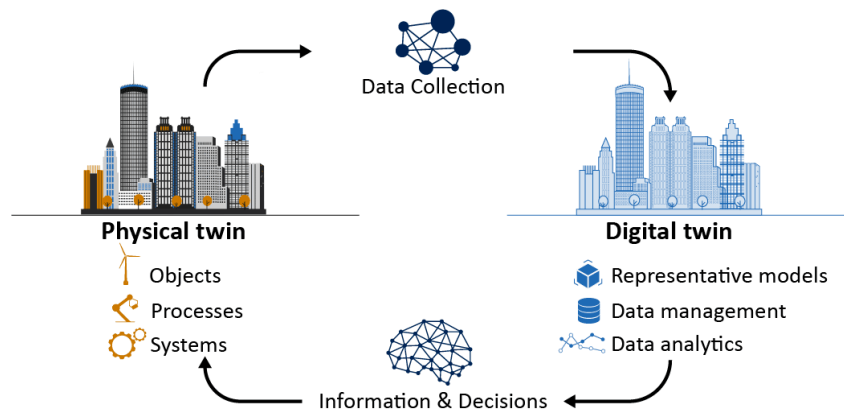 Data Collection
Physical twin
Objects
Processes
Systems
Digital twin
Representative models
Data management
Data analytics
Information & Decisions